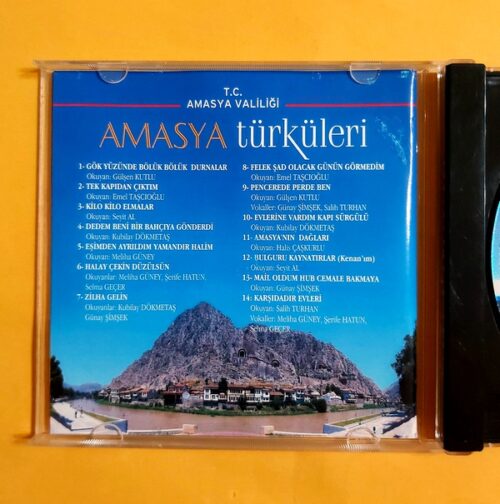 T.C.
AMASYA VALİLİĞİ
AMASYA türküleri
1- GÖK YÜZÜNDE BÖLÜK BÖLÜK DURNALAR
Okuyan: Gülşen KUTLU
2- TEK KAPIDAN ÇIKTIM
Okuyan: Emel TAŞCIOĞLU
3- KİLO KİLO ELMALAR
Okuyan: Seyit AL
4- DEDEM BENİ BİR BAHÇIYA GÖNDERDİ
Okuyan: Kubilay DÖKMETAŞ
5- EŞİMDEN AYRILDIM YAMANDIR HALİM
Okuyan: Meliha GÜNEY
6- HALAY ÇEKİN DÜZÜLSÜN
Okuyanlar: Meliha GÜNEY, Şerife HATUN,
Selma GEÇER
7- ZİLHA GELİN
Okuyanlar: Kubilay DÖKMETAŞ
Günay ŞİMŞEK
8- FELEK ŞAD OLACAK GÜNÜN GÖRMEDİM
Okuyan: Emel TAŞCIOĞLU
9- PENCEREDE PERDE BEN
Okuyan: Gülşen KUTLU
Vokaller: Günay ŞİMŞEK, Salih TURHAN
10- EVLERİNE VARDIM KAPI SÜRGÜLÜ
Okuyan: Kubilay DÖKMETAŞ
11- AMASYA'NIN DAĞLARI
Okuyan: Halis ÇAŞKURLU
12- BULGURU KAYNATIRLAR (Kenan'ım)
Okuyan: Seyit AL
13- MAİL OLDUM HUB CEMALE BAKMAYA
Okuyan: Günay ŞİMŞEK
14- KARŞIDADIR EVLERİ
Okuyan: Salih TURHAN
Vokaller: Meliha GÜNEY, Şerife HATUN,
Selma GEÇER